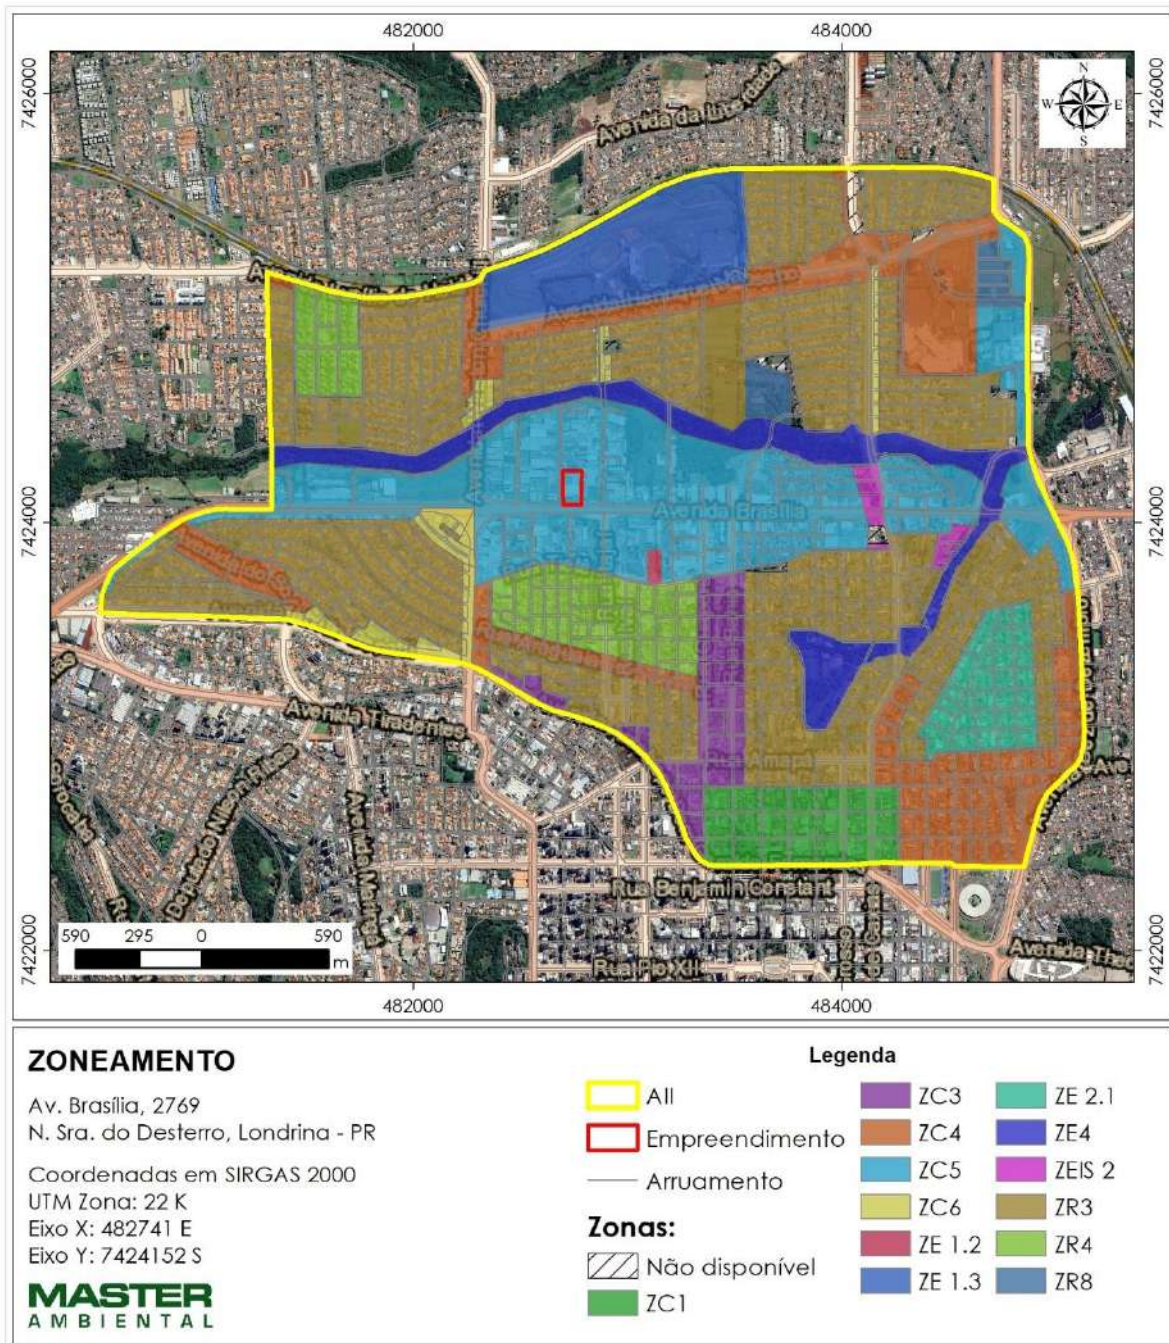 482000 484000
7426000 7426000
N
W E
S
Avenida da Liberdade
Avenida Brasília
7424000 7424000
Avenida Tiradentes
Rua Amapá
Avenida Maringá
Deputado Nilson Ribas
Rua Benjamin Constant
590 295 0 590
m
Rua Pio XII
7422000 7422000
482000 484000
ZONEAMENTO
Av. Brasília, 2769
N. Sra. do Desterro, Londrina - PR
Coordenadas em SIRGAS 2000
UTM Zona: 22 K
Eixo X: 482741 E
Eixo Y: 7424152 S
MASTER
AMBIENTAL
Legenda
AII
Empreendimento
Arruamento
Zonas:
Não disponível
ZC1
ZC3
ZC4
ZC5
ZC6
ZE 1.2
ZE 1.3
ZE 2.1
ZE4
ZEIS 2
ZR3
ZR4
ZR8